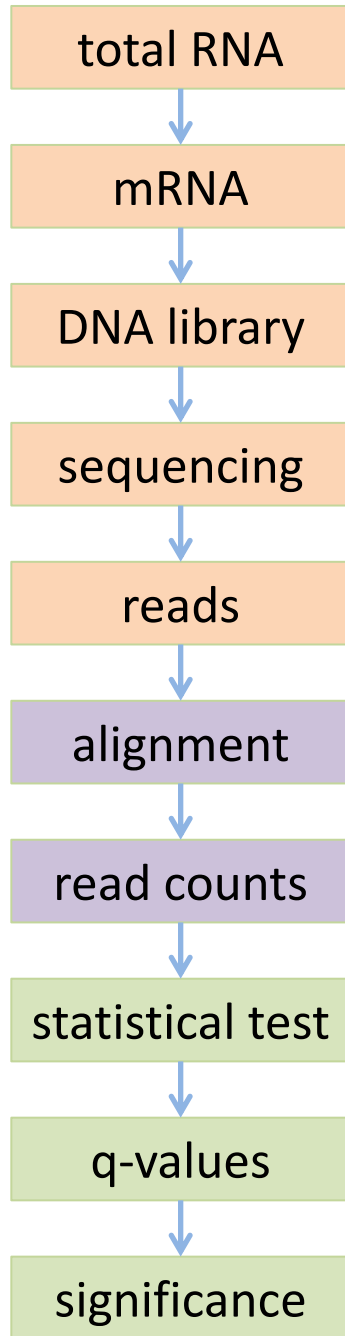 total RNA
mRNA
DNA library
sequencing
reads
alignment
read counts
statistical test
q-values
significance